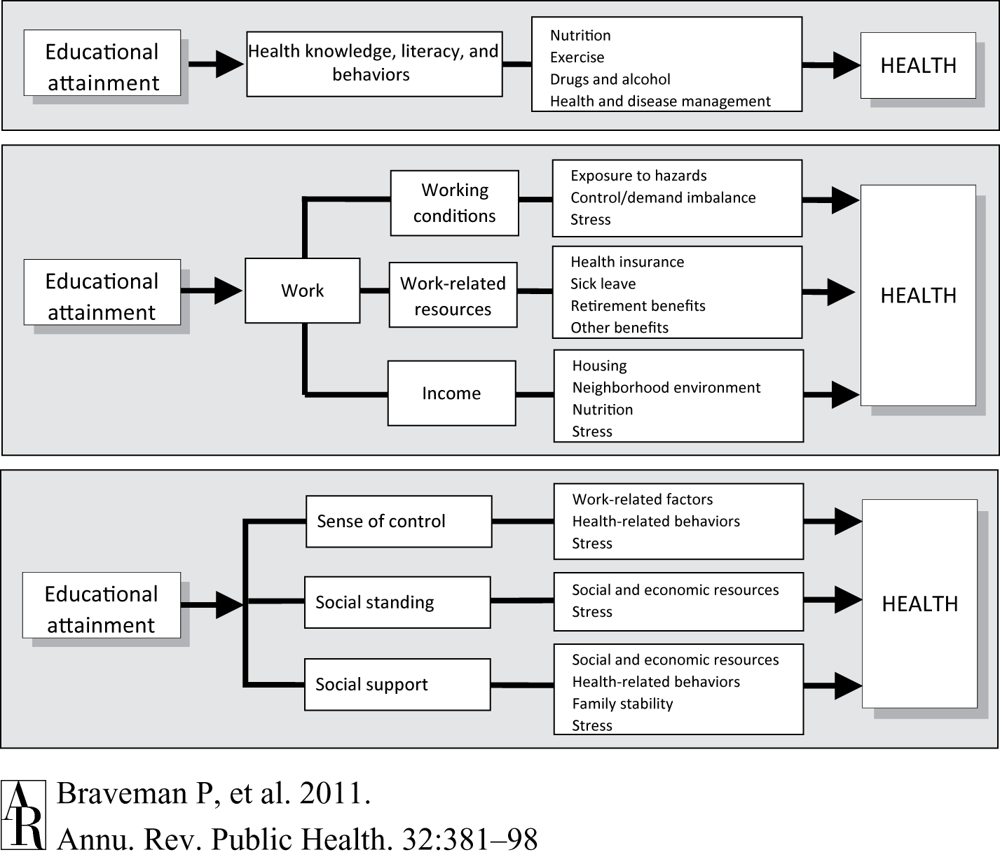 Educational
attainment
Health knowledge, literacy, and
behaviors
Nutrition
Exercise
Drugs and alcohol
Health and disease management
HEALTH
Educational
attainment
Work
Working
conditions
Exposure to hazards
Control/demand imbalance
Stress
Work-related
resources
Health insurance
Sick leave
Retirement benefits
Other benefits
Income
Housing
Neighborhood environment
Nutrition
Stress
HEALTH
Educational
attainment
Sense of control
Work-related factors
Health-related behaviors
Stress
Social standing
Social and economic resources
Stress
Social support
Social and economic resources
Health-related behaviors
Family stability
Stress
HEALTH
AR
Braveman P, et al. 2011.
Annu. Rev. Public Health. 32:381–98